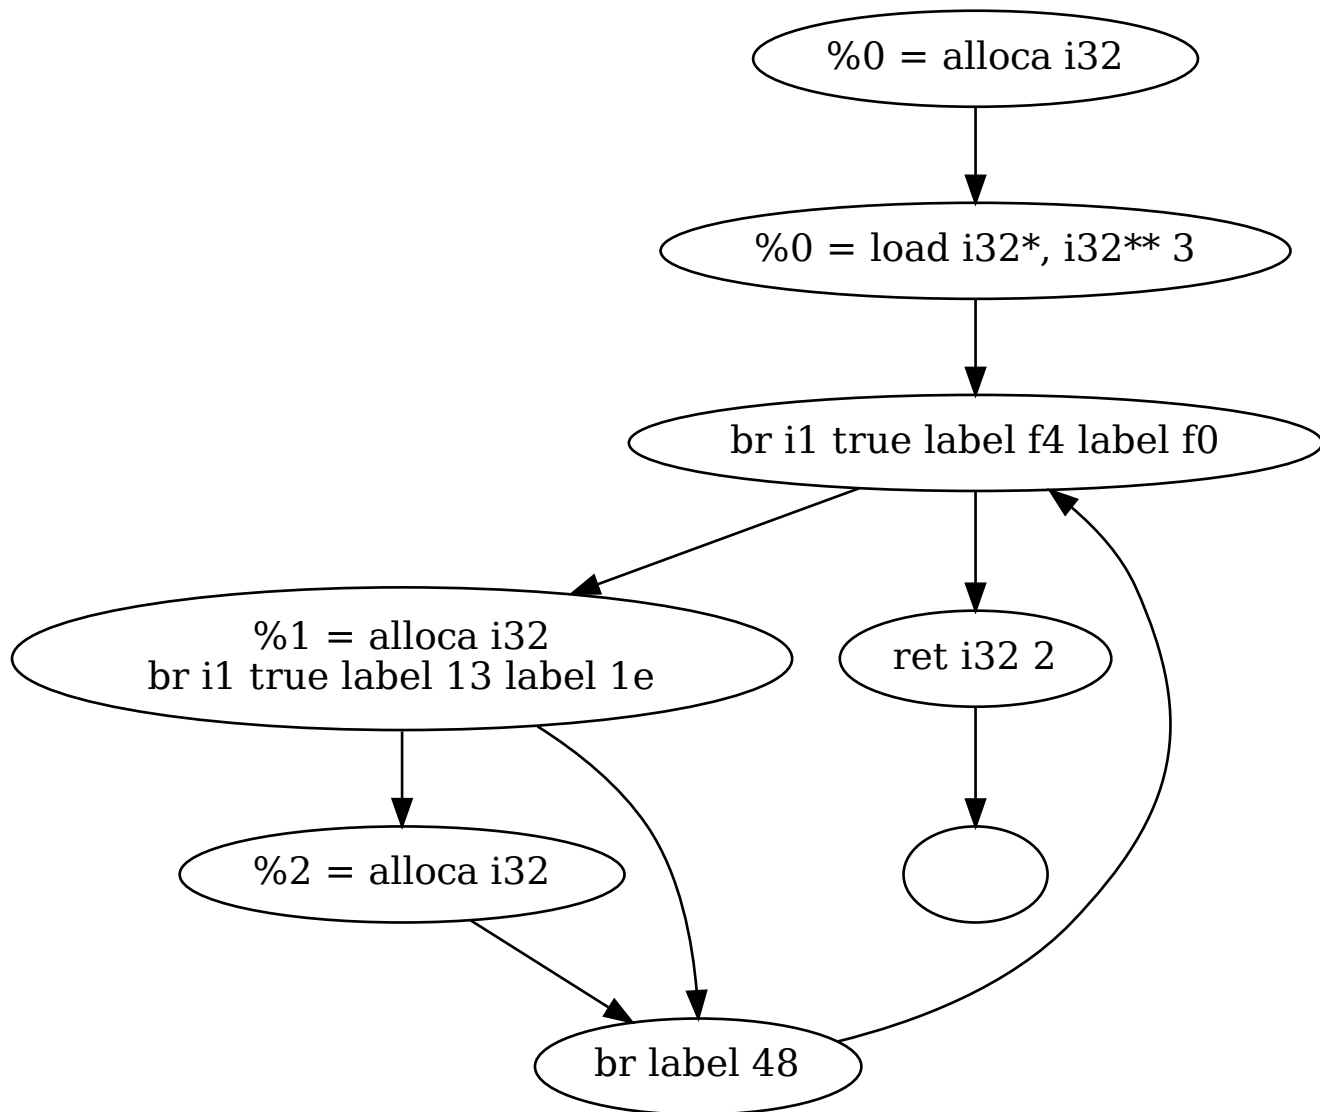 %0 = alloca i32
%0 = load i32*, i32** 3
br i1 true label f4 label f0
%1 = alloca i32
br i1 true label 13 label 1e
ret i32 2
%2 = alloca i32
br label 48